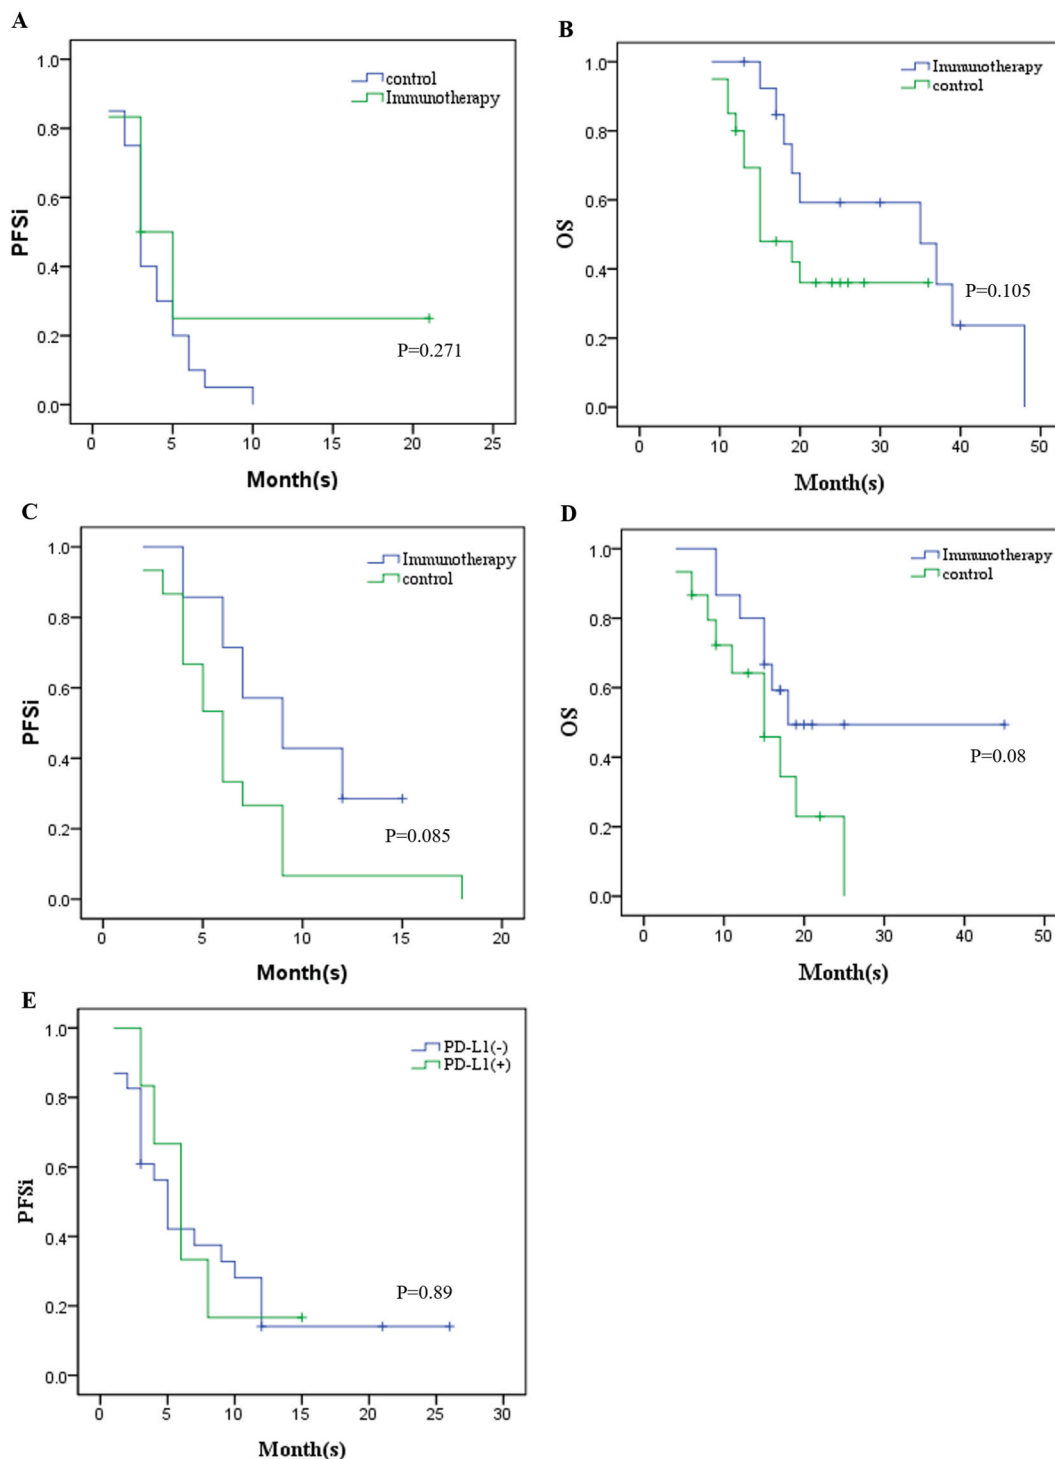 A
control
Immunotherapy
PFSi
1.0
0.8
0.6
0.4
0.2
0.0
P=0.271
0 5 10 15 20 25
Month(s)
B
Immunotherapy
control
OS
1.0
0.8
0.6
0.4
0.2
0.0
P=0.105
0 10 20 30 40 50
Month(s)
C
Immunotherapy
control
PFSi
1.0
0.8
0.6
0.4
0.2
0.0
P=0.085
0 5 10 15 20
Month(s)
D
Immunotherapy
control
OS
1.0
0.8
0.6
0.4
0.2
0.0
P=0.08
0 10 20 30 40 50
Month(s)
E
PD-L1(-)
PD-L1(+)
PFSi
1.0
0.8
0.6
0.4
0.2
0.0
P=0.89
0 5 10 15 20 25 30
Month(s)